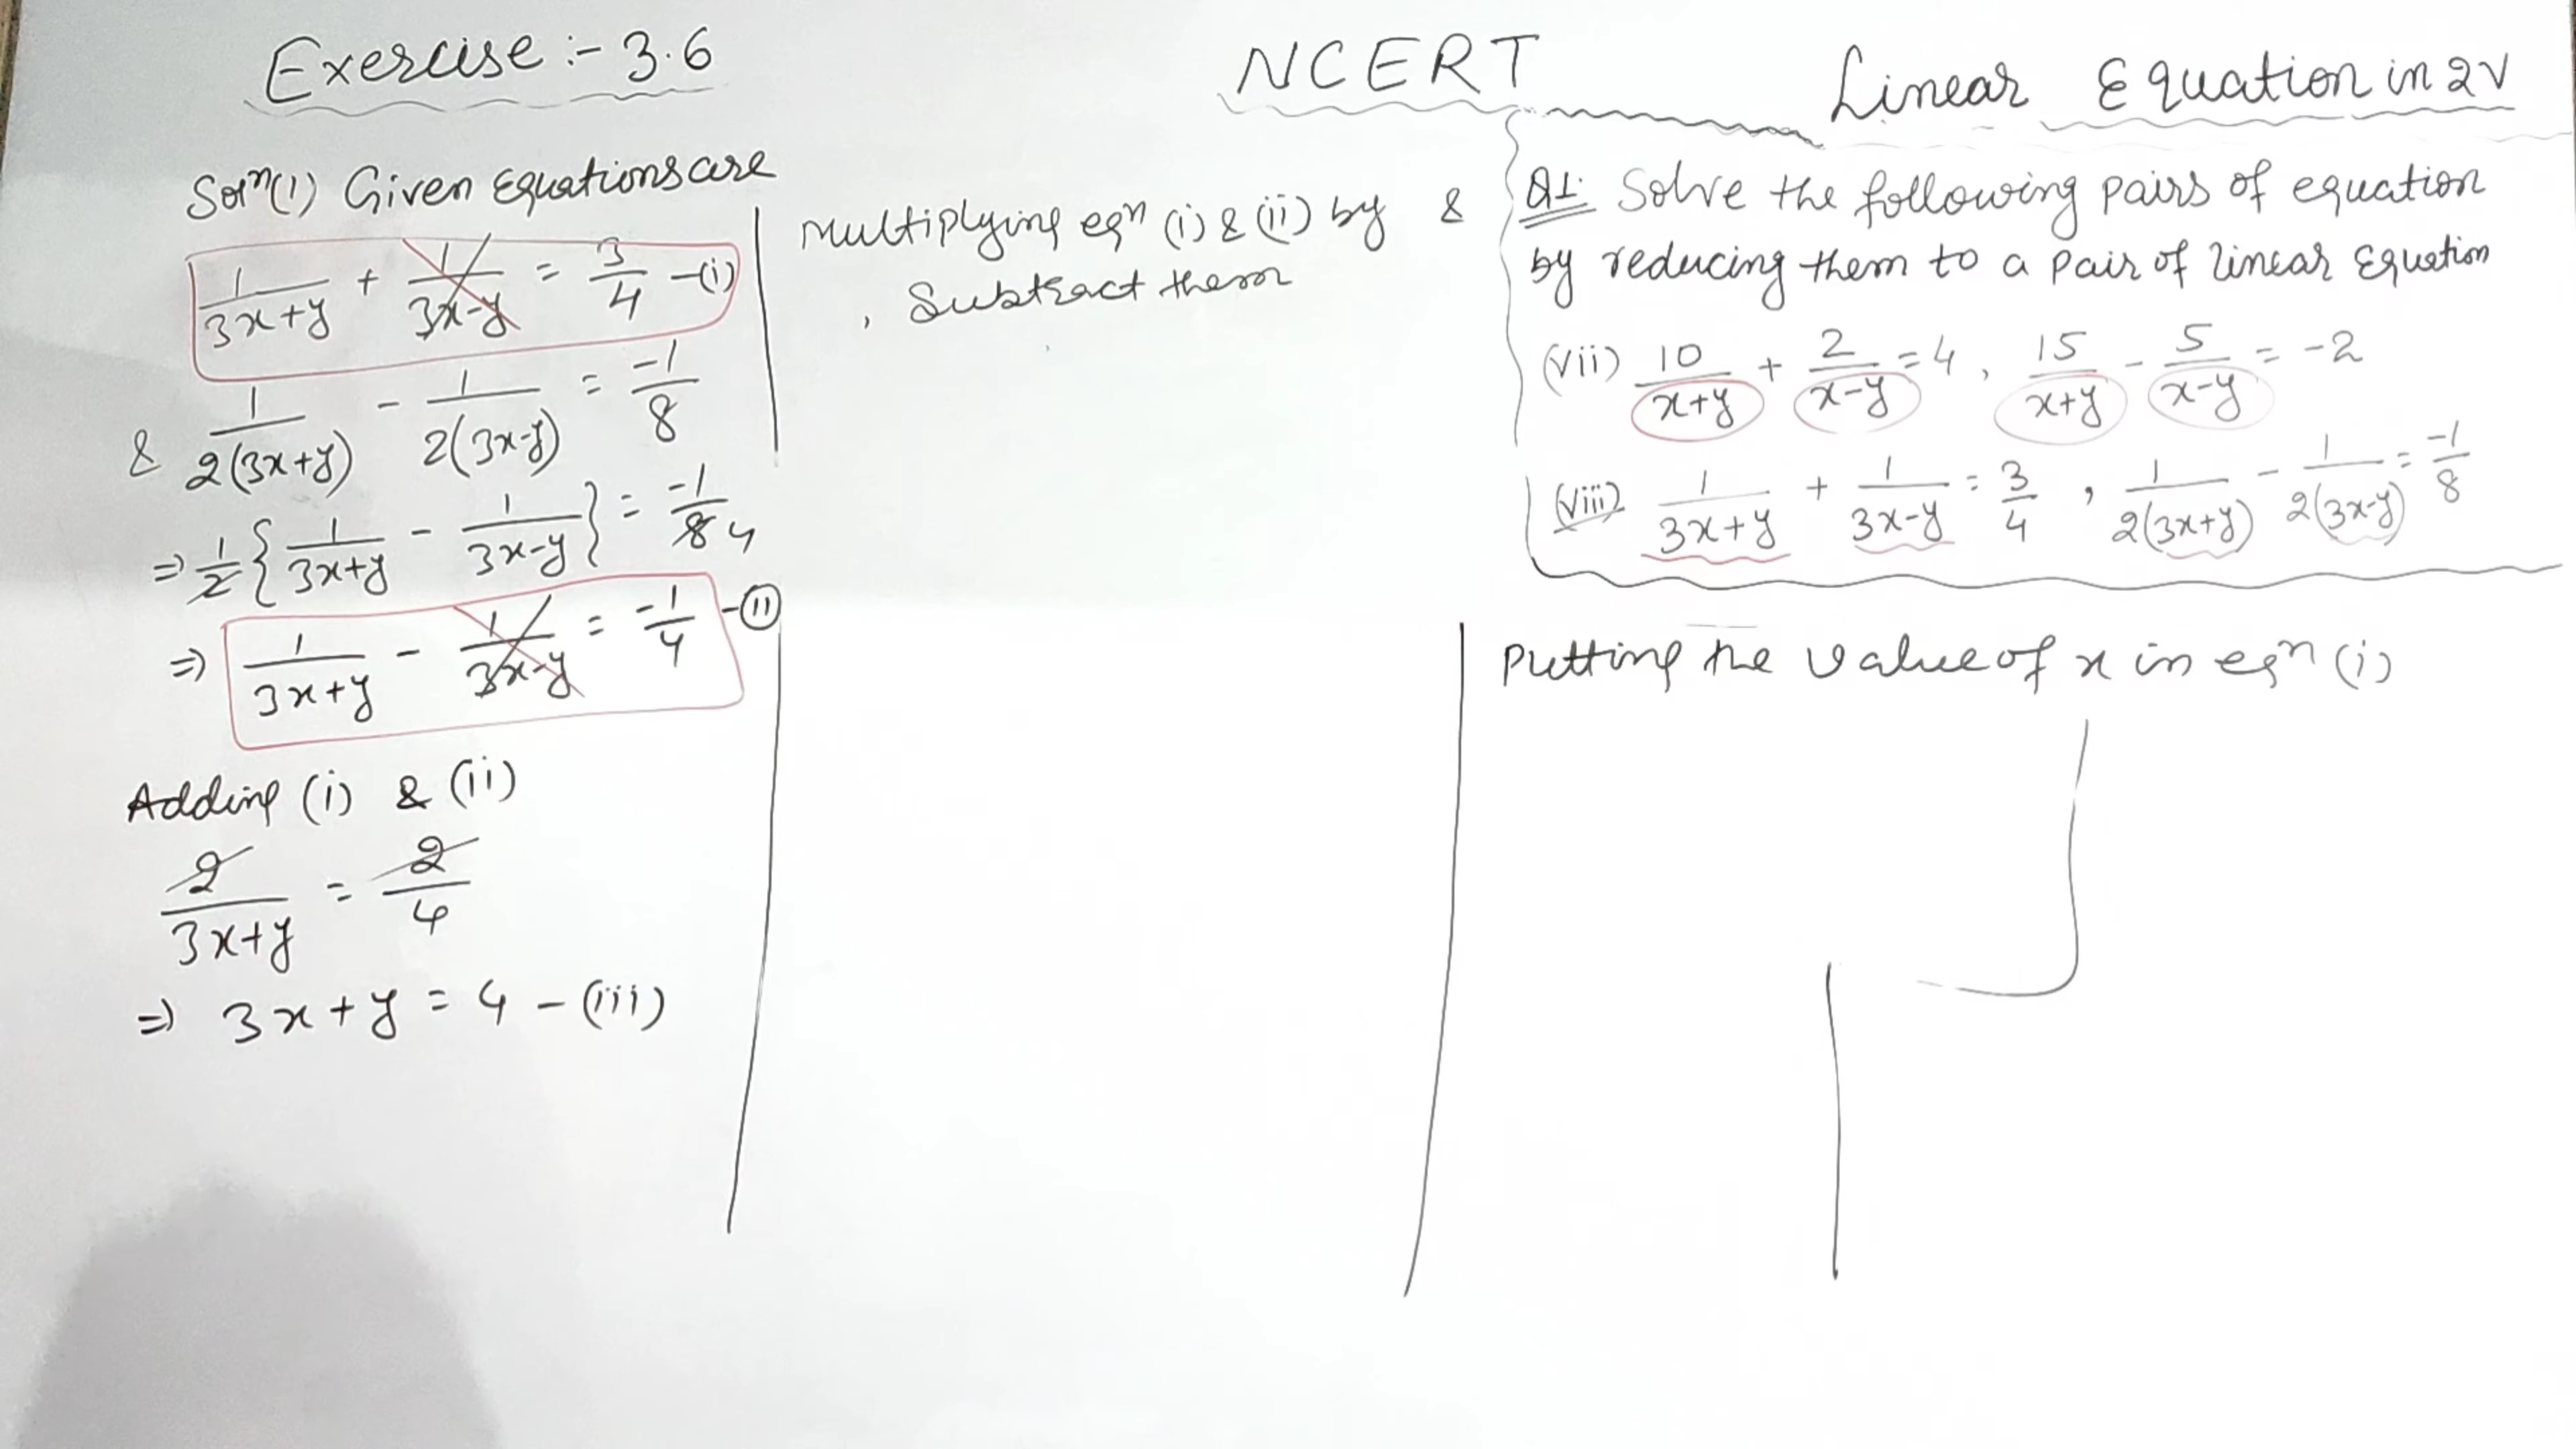 Exercise :- 3.6
NCERT
Linear Equation in 2V
Solⁿ(1) Given Equations are
1/(3x+y) + 1/(3x-y) = 3/4 -(i)
& 1/2(3x+y) - 1/2(3x-y) = -1/8
=> 1/2 {1/(3x+y) - 1/(3x-y)} = -1/8 4
=> 1/(3x+y) - 1/(3x-y) = -1/4 -(ii)
Adding (i) & (ii)
2/(3x+y) = 2/4
=> 3x+y = 4 - (iii)
Multiplying eqⁿ (i) & (ii) by &
, Subtract them
Q1. Solve the following pairs of equation
by reducing them to a pair of linear Equation
(vii) 10/(x+y) + 2/(x-y) = 4 , 15/(x+y) - 5/(x-y) = -2
(viii) 1/(3x+y) + 1/(3x-y) = 3/4 , 1/2(3x+y) - 1/2(3x-y) = -1/8
Putting the value of x in eqⁿ (i)